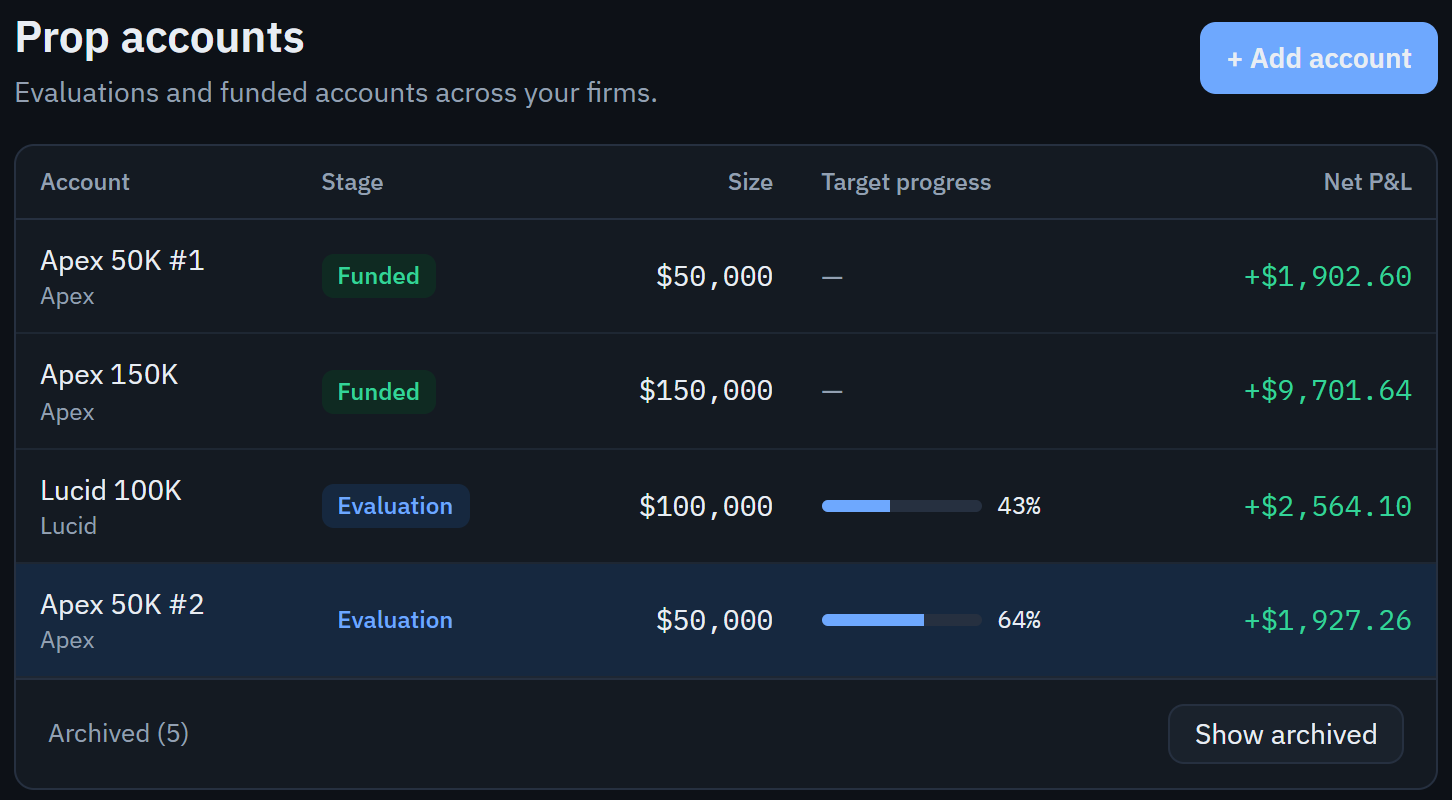 Prop accounts
+ Add account
Evaluations and funded accounts across your firms.
Account Stage Size Target progress Net P&L
Apex 50K #1
Apex
Funded $50,000 — +$1,902.60
Apex 150K
Apex
Funded $150,000 — +$9,701.64
Lucid 100K
Lucid
Evaluation $100,000 43% +$2,564.10
Apex 50K #2
Apex
Evaluation $50,000 64% +$1,927.26
Archived (5) Show archived